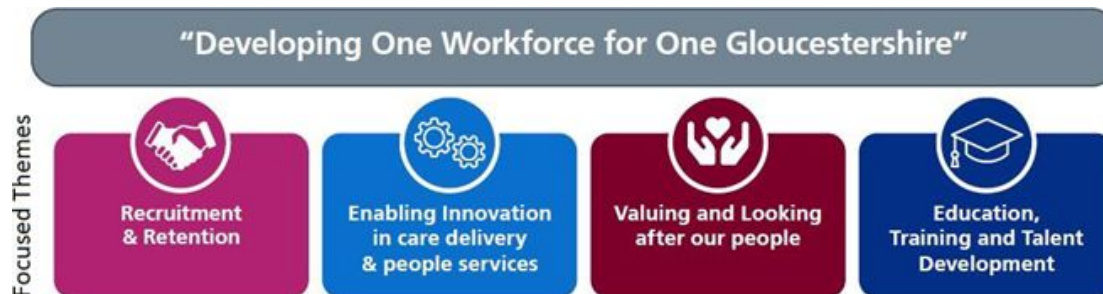 “Developing One Workforce for One Gloucestershire”
Focused Themes
Recruitment
& Retention
Enabling Innovation
in care delivery
& people services
Valuing and Looking
after our people
Education,
Training and Talent
Development